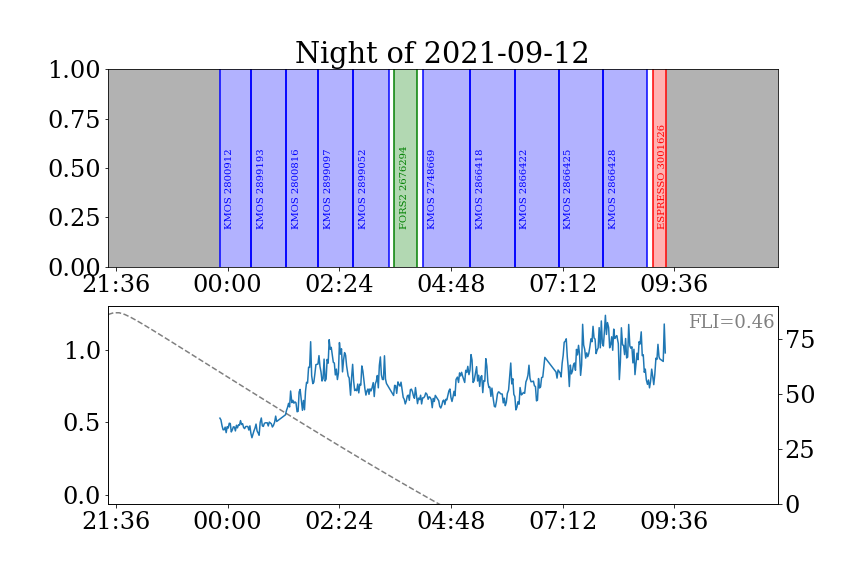 Night of 2021-09-12
1.00
0.75
0.50
0.25
0.00
KMOS 2800912
KMOS 2899193
KMOS 2800816
KMOS 2899097
KMOS 2899052
FORS2 2676294
KMOS 2748669
KMOS 2866418
KMOS 2866422
KMOS 2866425
KMOS 2866428
ESPRESSO 3001626
21:36 00:00 02:24 04:48 07:12 09:36
FLI=0.46
1.0
0.5
0.0
75
50
25
0
21:36 00:00 02:24 04:48 07:12 09:36